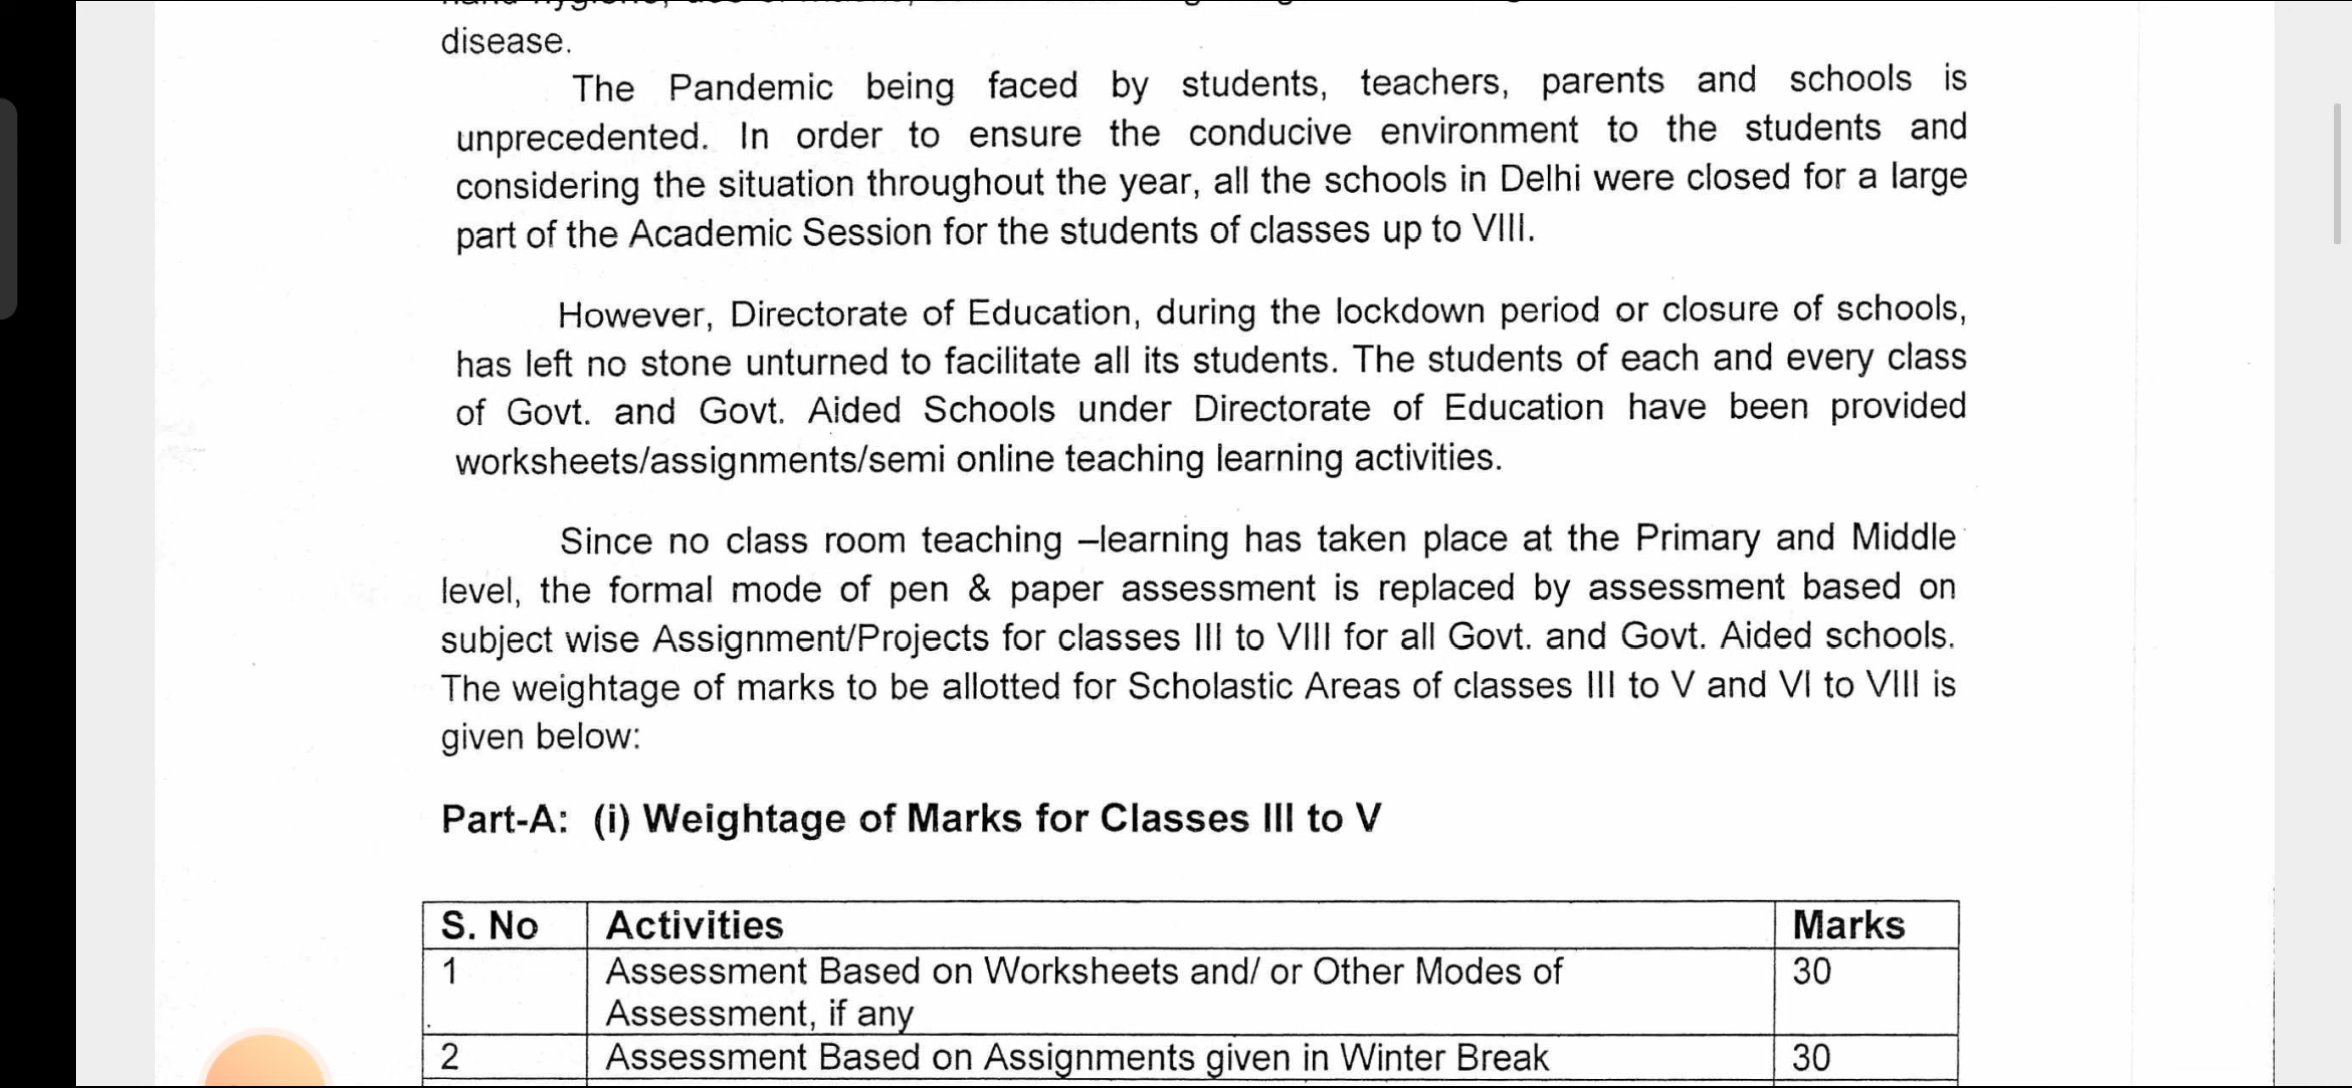 disease.
The Pandemic being faced by students, teachers, parents and schools is
unprecedented. In order to ensure the conducive environment to the students and
considering the situation throughout the year, all the schools in Delhi were closed for a large
part of the Academic Session for the students of classes up to VIII.
However, Directorate of Education, during the lockdown period or closure of schools,
has left no stone unturned to facilitate all its students. The students of each and every class
of Govt. and Govt. Aided Schools under Directorate of Education have been provided
worksheets/assignments/semi online teaching learning activities.
Since no class room teaching –learning has taken place at the Primary and Middle
level, the formal mode of pen & paper assessment is replaced by assessment based on
subject wise Assignment/Projects for classes III to VIII for all Govt. and Govt. Aided schools.
The weightage of marks to be allotted for Scholastic Areas of classes III to V and VI to VIII is
given below:
Part-A: (i) Weightage of Marks for Classes III to V
S. No Activities Marks
1 Assessment Based on Worksheets and/ or Other Modes of 30
Assessment, if any
2 Assessment Based on Assignments given in Winter Break 30